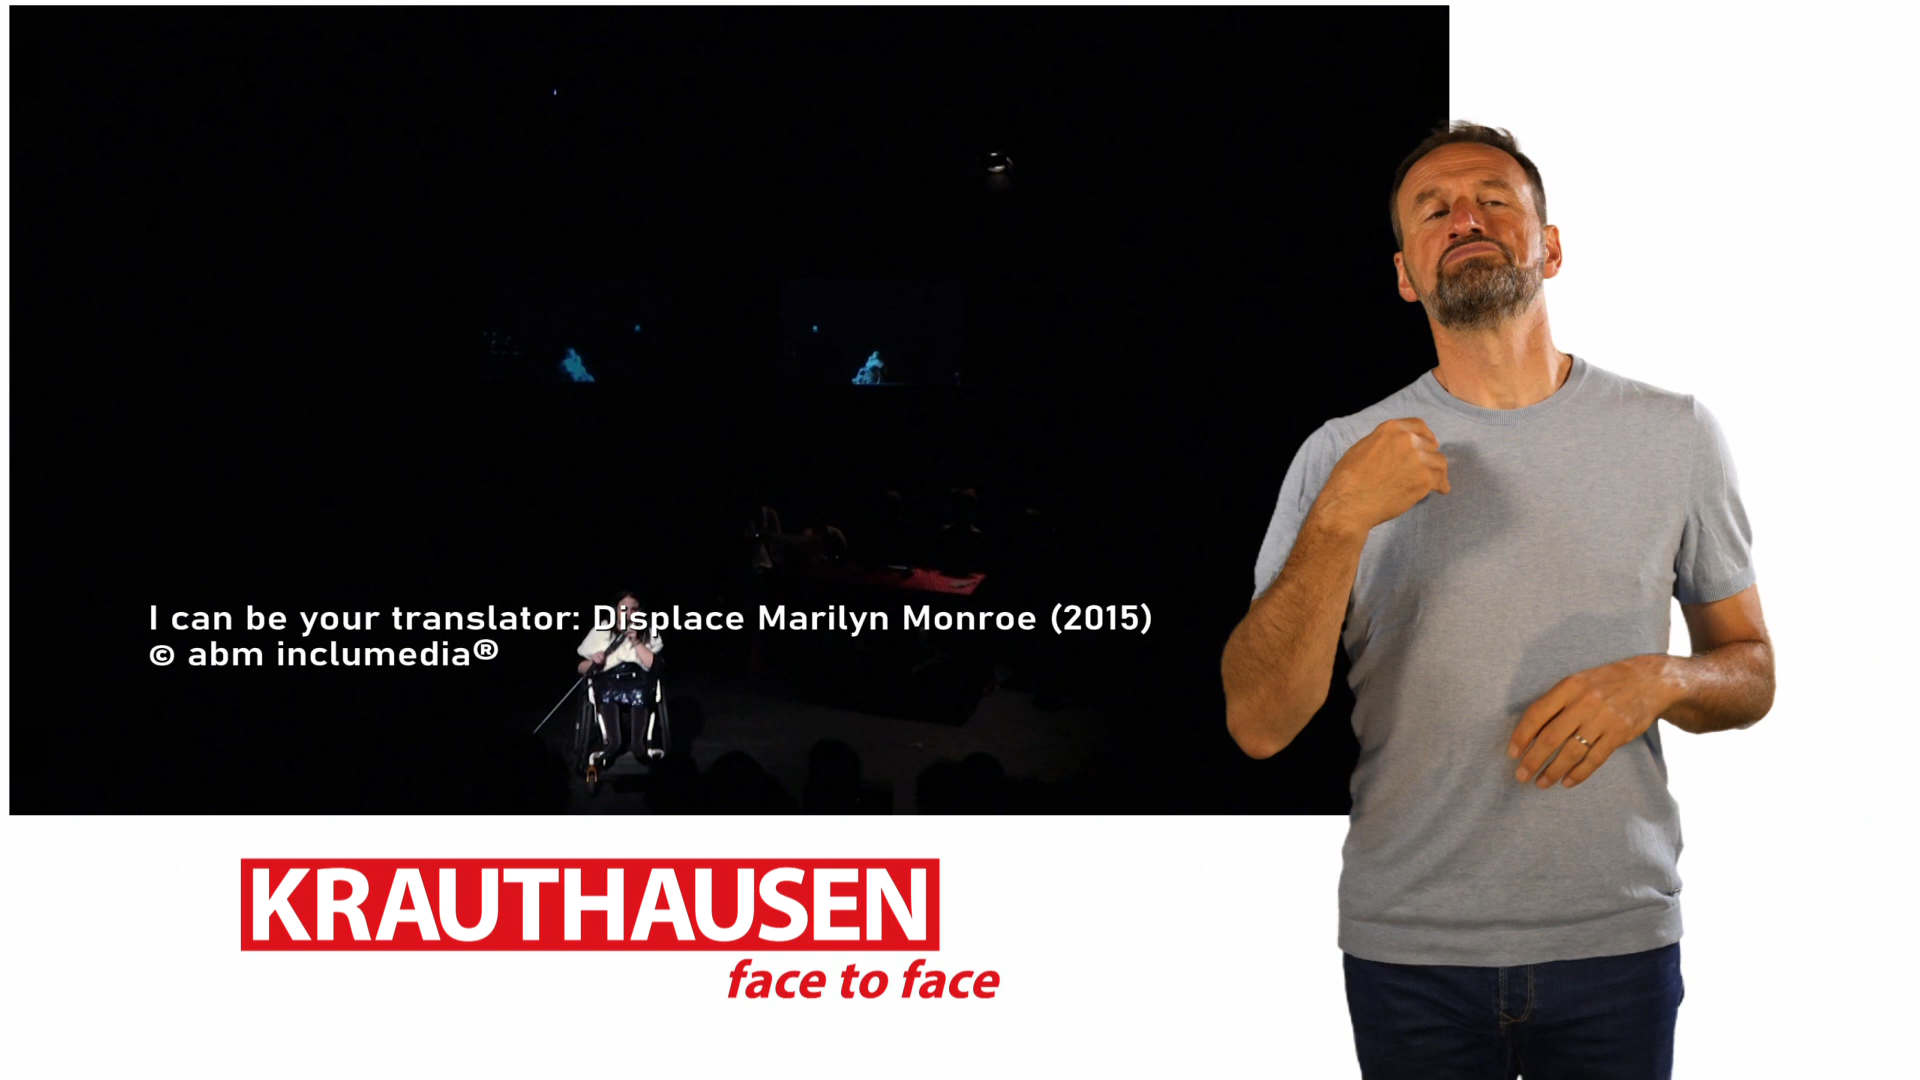 I can be your translator: Displace Marilyn Monroe (2015)
© abm inclumedia®
KRAUTHAUSEN
face to face